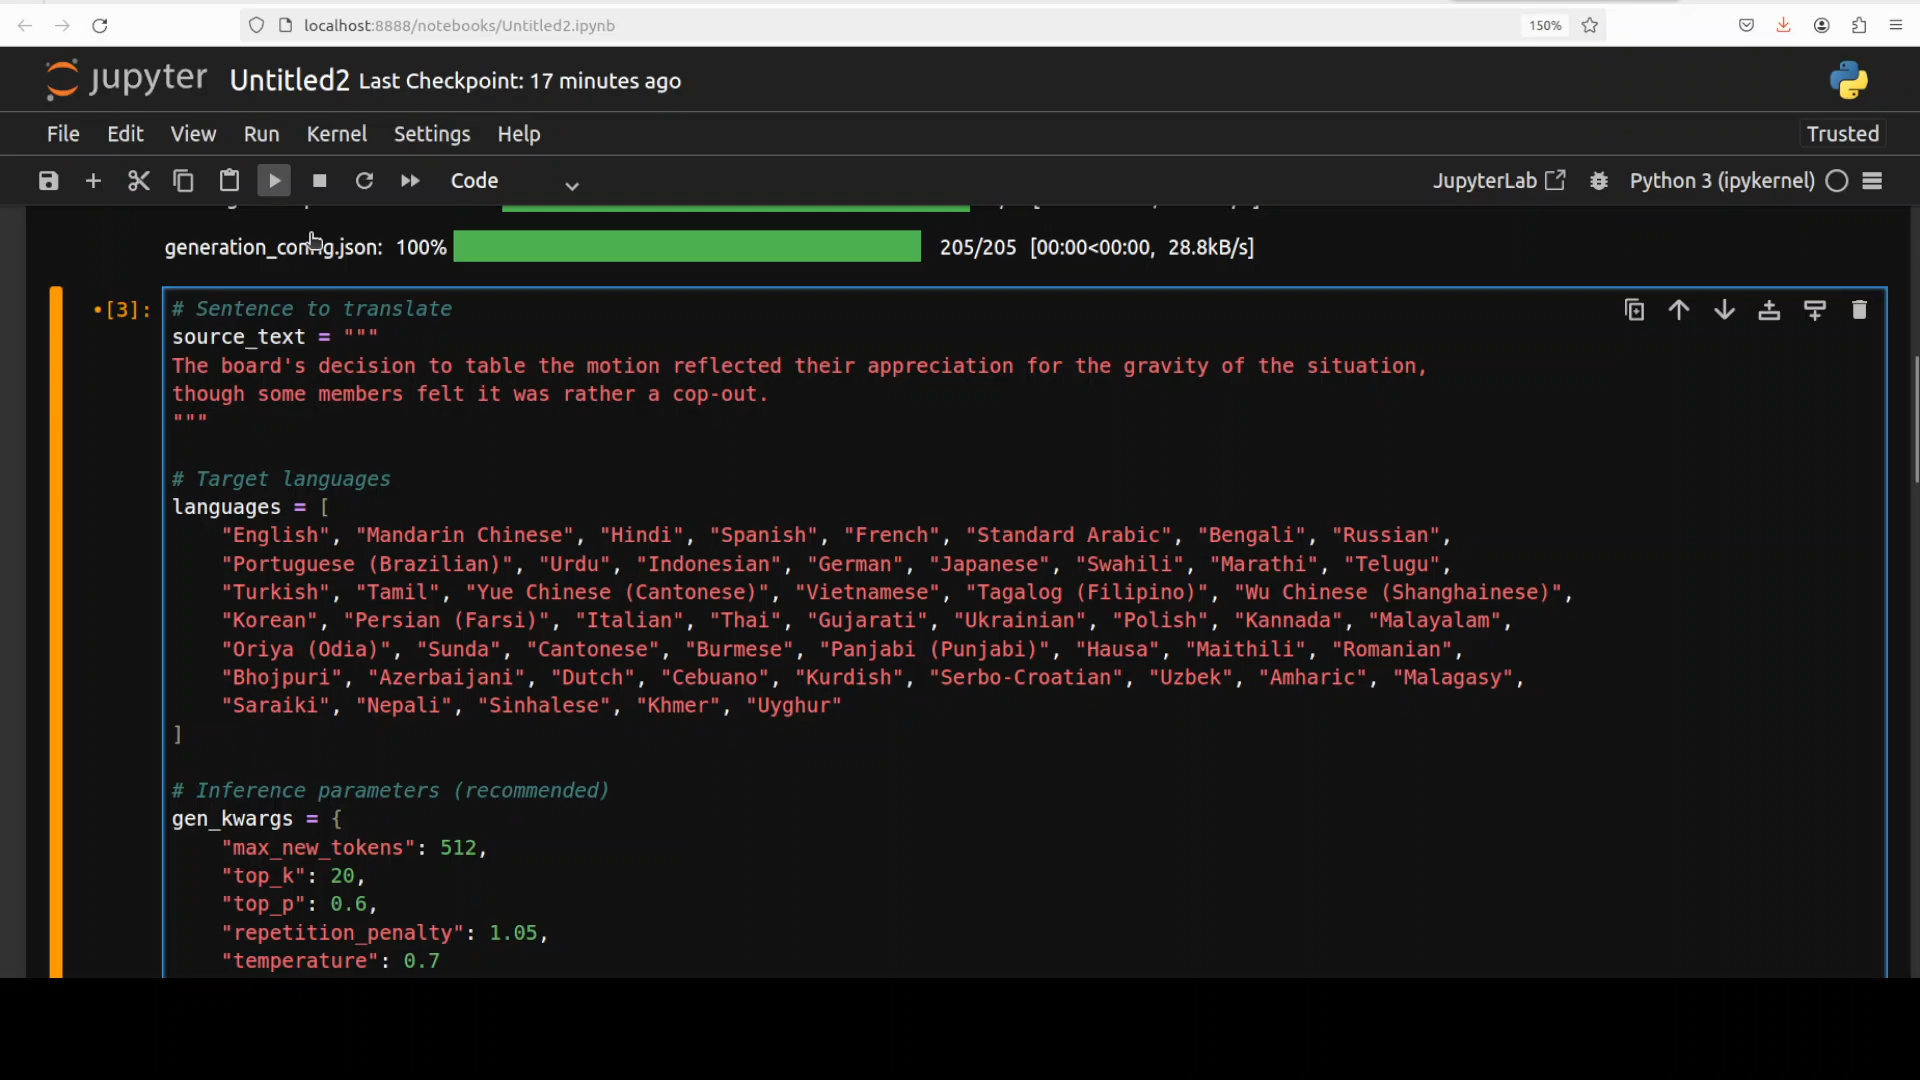 localhost:8888/notebooks/Untitled2.ipynb
150%
jupyter Untitled2 Last Checkpoint: 17 minutes ago
File Edit View Run Kernel Settings Help
Trusted
Code
JupyterLab
Python 3 (ipykernel)
generation_config.json: 100% 205/205 [00:00<00:00, 28.8kB/s]
•[3]:
# Sentence to translate
source_text = """
The board's decision to table the motion reflected their appreciation for the gravity of the situation,
though some members felt it was rather a cop-out.
"""
# Target languages
languages = [
"English", "Mandarin Chinese", "Hindi", "Spanish", "French", "Standard Arabic", "Bengali", "Russian",
"Portuguese (Brazilian)", "Urdu", "Indonesian", "German", "Japanese", "Swahili", "Marathi", "Telugu",
"Turkish", "Tamil", "Yue Chinese (Cantonese)", "Vietnamese", "Tagalog (Filipino)", "Wu Chinese (Shanghainese)",
"Korean", "Persian (Farsi)", "Italian", "Thai", "Gujarati", "Ukrainian", "Polish", "Kannada", "Malayalam",
"Oriya (Odia)", "Sunda", "Cantonese", "Burmese", "Panjabi (Punjabi)", "Hausa", "Maithili", "Romanian",
"Bhojpuri", "Azerbaijani", "Dutch", "Cebuano", "Kurdish", "Serbo-Croatian", "Uzbek", "Amharic", "Malagasy",
"Saraiki", "Nepali", "Sinhalese", "Khmer", "Uyghur"
]
# Inference parameters (recommended)
gen_kwargs = {
"max_new_tokens": 512,
"top_k": 20,
"top_p": 0.6,
"repetition_penalty": 1.05,
"temperature": 0.7